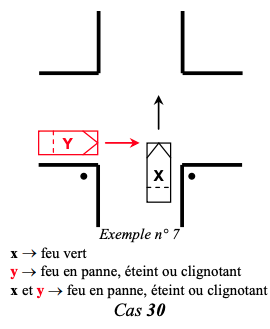 Y
X
Exemple n° 7
x → feu vert
y → feu en panne, éteint ou clignotant
x et y → feu en panne, éteint ou clignotant
Cas 30